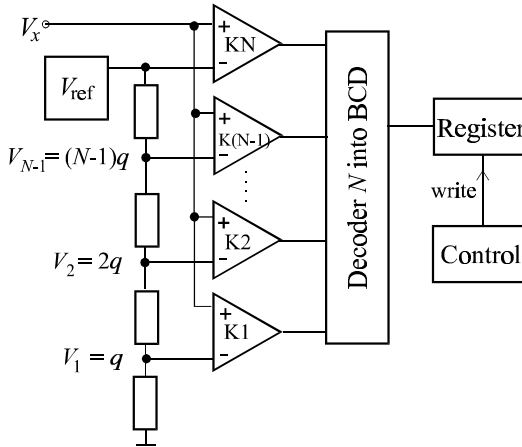 Vx
+
KN
−
Vref
+
K(N-1)
−
VN-1 = (N-1)q
+
K2
−
V2 = 2q
+
K1
−
V1 = q
Decoder N into BCD
Register
write
Control